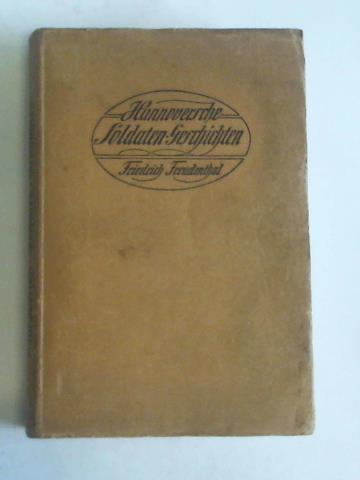 Hannoversche
Soldaten-Geschichten
Friedrich Freudenthal